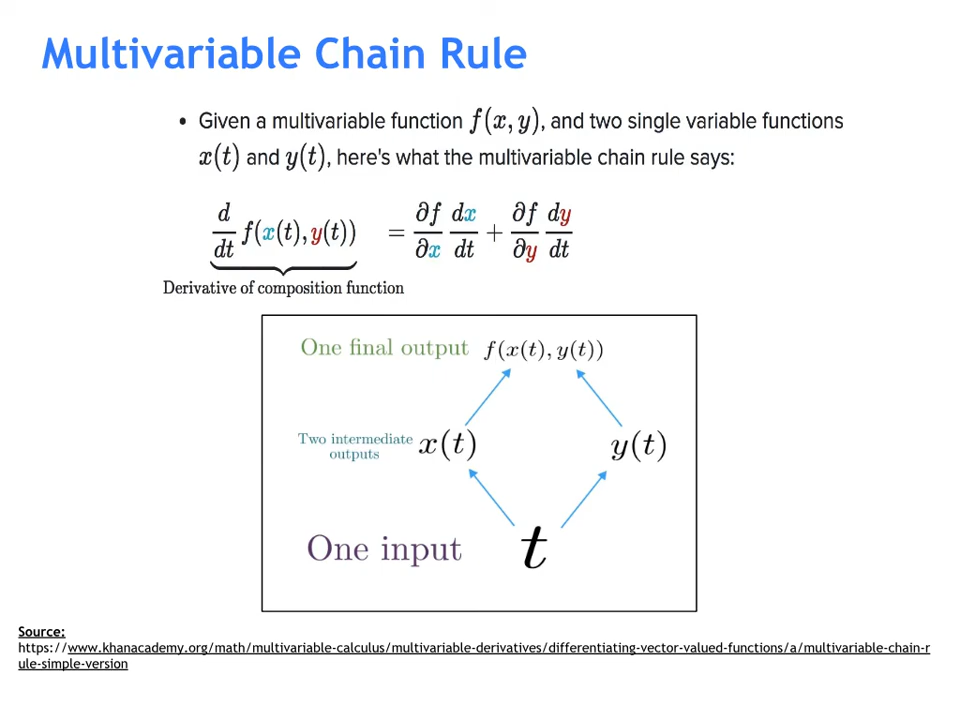 Multivariable Chain Rule
• Given a multivariable function f(x, y), and two single variable functions
x(t) and y(t), here's what the multivariable chain rule says:
d/dt f(x(t), y(t)) = ∂f/∂x dx/dt + ∂f/∂y dy/dt
Derivative of composition function
One final output f(x(t), y(t))
Two intermediate
outputs x(t) y(t)
One input t
Source:
https://www.khanacademy.org/math/multivariable-calculus/multivariable-derivatives/differentiating-vector-valued-functions/a/multivariable-chain-r
ule-simple-version